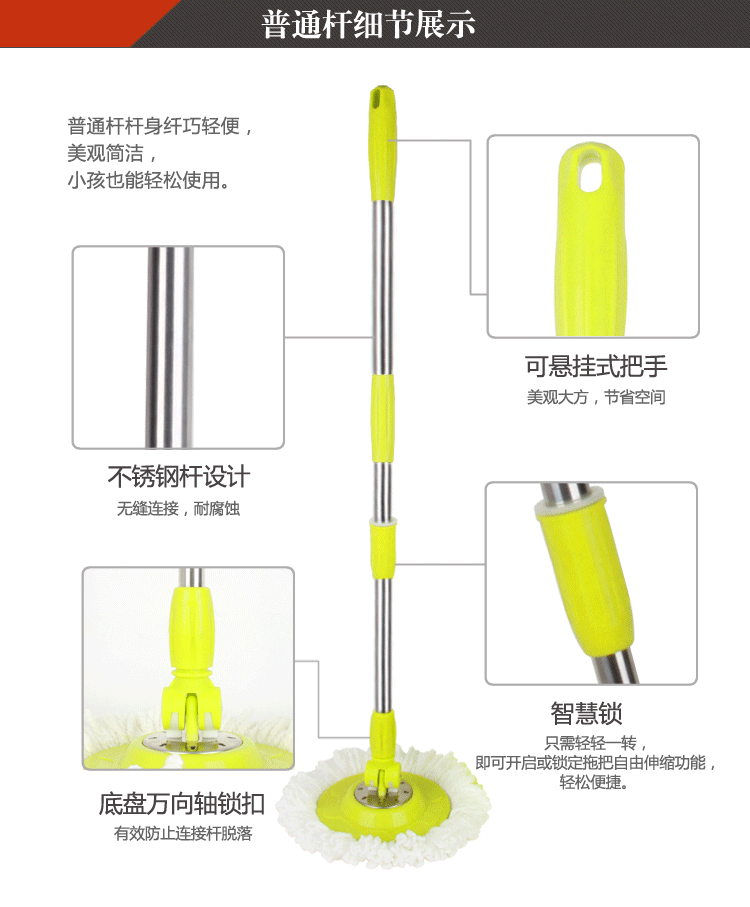 普通杆细节展示
普通杆杆身纤巧轻便，
美观简洁，
小孩也能轻松使用。
可悬挂式把手
美观大方，节省空间
不锈钢杆设计
无缝连接，耐腐蚀
智慧锁
只需轻轻一转，
即可开启或锁定拖把自由伸缩功能，
轻松便捷。
底盘万向轴锁扣
有效防止连接杆脱落